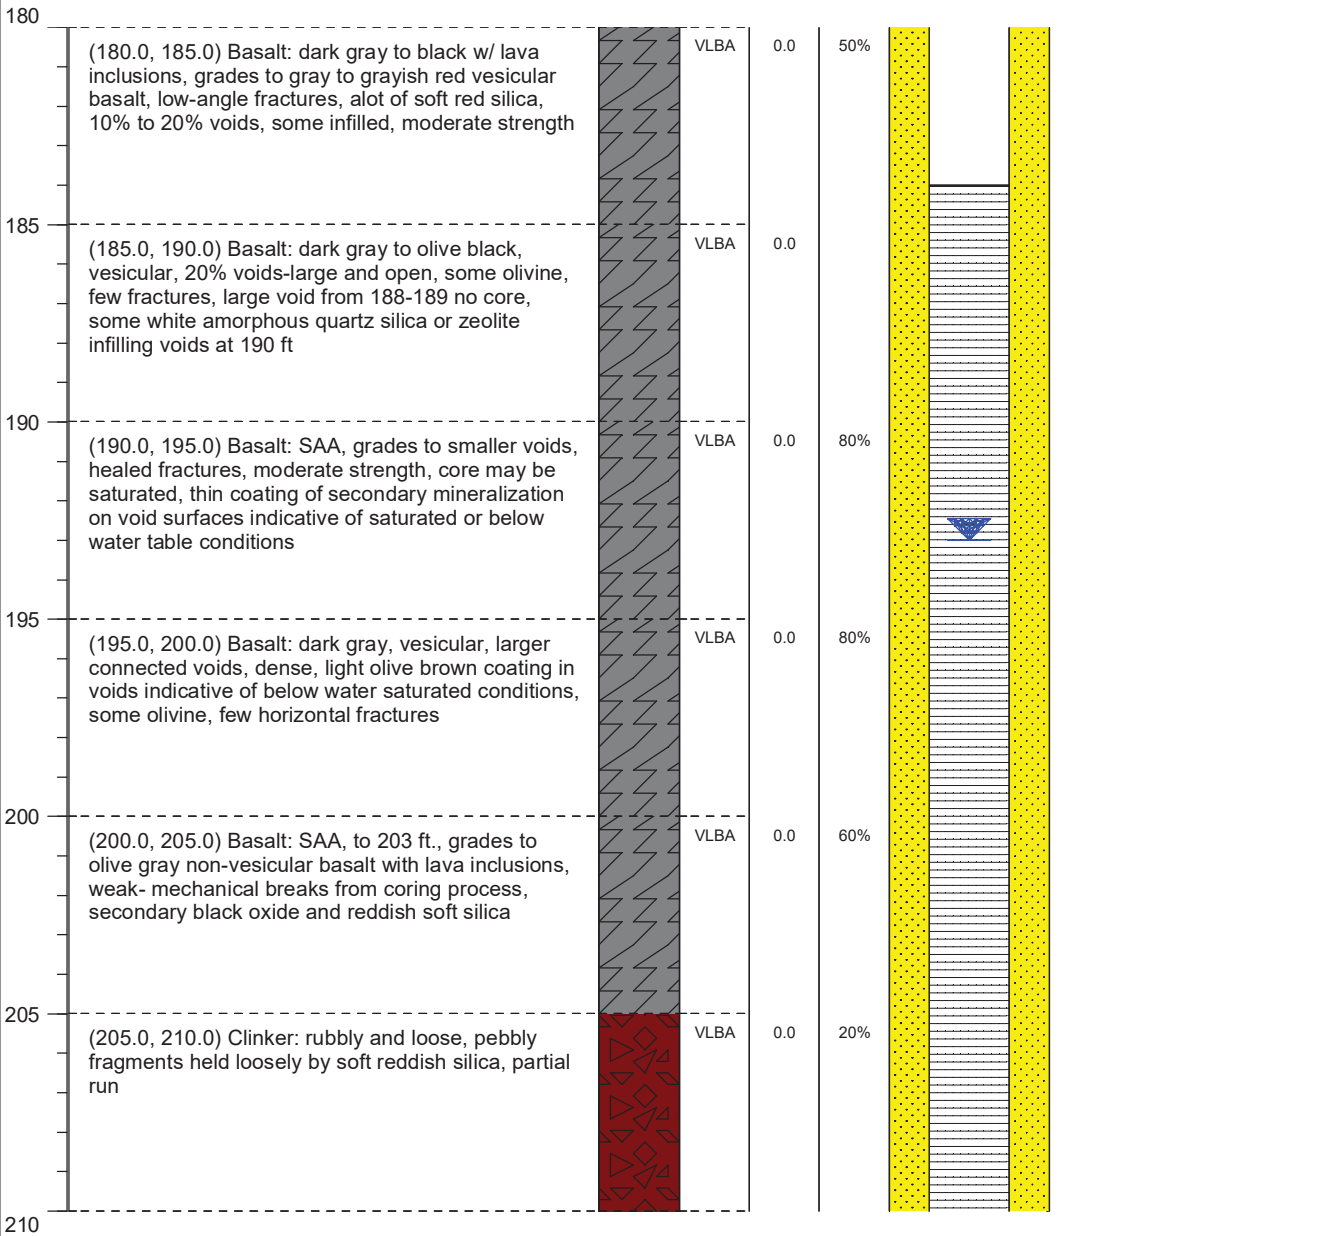 180
(180.0, 185.0) Basalt: dark gray to black w/ lava
inclusions, grades to gray to grayish red vesicular
basalt, low-angle fractures, alot of soft red silica,
10% to 20% voids, some infilled, moderate strength
VLBA 0.0 50%
185
(185.0, 190.0) Basalt: dark gray to olive black,
vesicular, 20% voids-large and open, some olivine,
few fractures, large void from 188-189 no core,
some white amorphous quartz silica or zeolite
infilling voids at 190 ft
VLBA 0.0
190
(190.0, 195.0) Basalt: SAA, grades to smaller voids,
healed fractures, moderate strength, core may be
saturated, thin coating of secondary mineralization
on void surfaces indicative of saturated or below
water table conditions
VLBA 0.0 80%
195
(195.0, 200.0) Basalt: dark gray, vesicular, larger
connected voids, dense, light olive brown coating in
voids indicative of below water saturated conditions,
some olivine, few horizontal fractures
VLBA 0.0 80%
200
(200.0, 205.0) Basalt: SAA, to 203 ft., grades to
olive gray non-vesicular basalt with lava inclusions,
weak- mechanical breaks from coring process,
secondary black oxide and reddish soft silica
VLBA 0.0 60%
205
(205.0, 210.0) Clinker: rubbly and loose, pebbly
fragments held loosely by soft reddish silica, partial
run
VLBA 0.0 20%
210